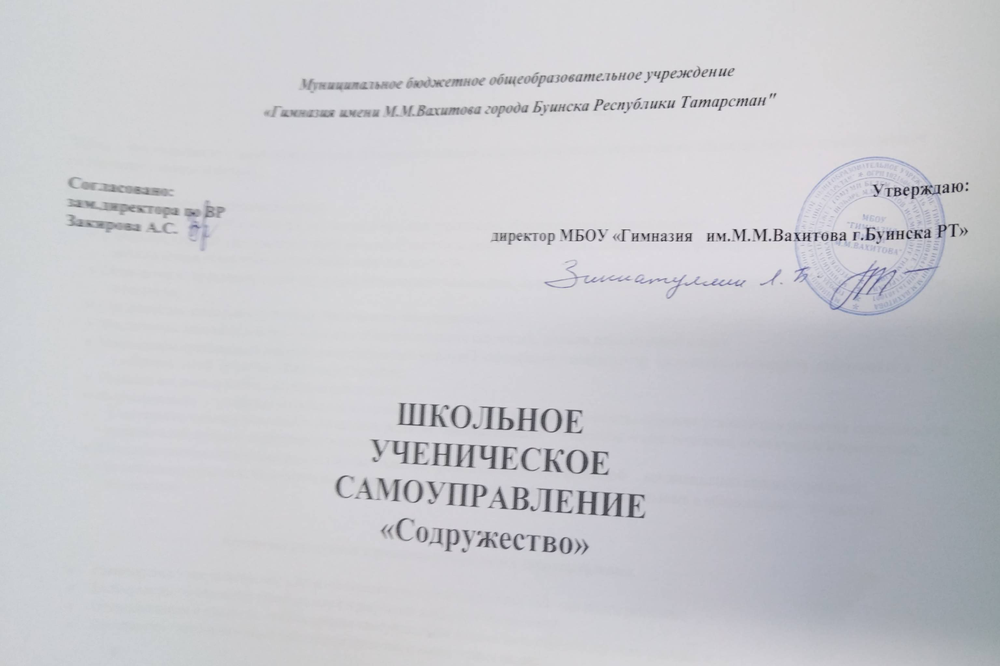 Муниципальное бюджетное общеобразовательное учреждение
«Гимназия имени М.М.Вахитова города Буинска Республики Татарстан"
Согласовано:
зам.директора по ВР
Закирова А.С.
Утверждаю:
директор МБОУ «Гимназия им.М.М.Вахитова г.Буинска РТ»
Зиннатуллин Л. Б.
МБОУ
"ГИМНАЗИЯ
М.М.ВАХИТОВА"
ШКОЛЬНОЕ
УЧЕНИЧЕСКОЕ
САМОУПРАВЛЕНИЕ
«Содружество»